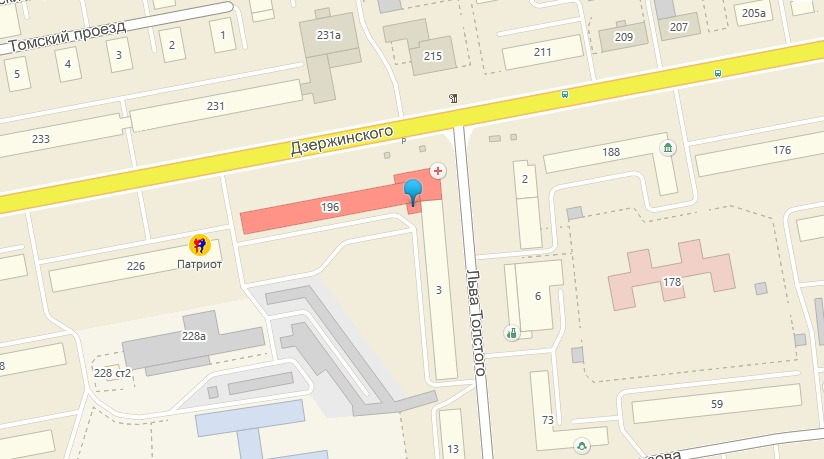 Томский проезд
5
4
3
2
1
231а
215
211
209
207
205а
231
233
Дзержинского
Р
188
176
2
196
226
Патриот
3
Льва Толстого
6
178
228а
228 ст2
73
59
13